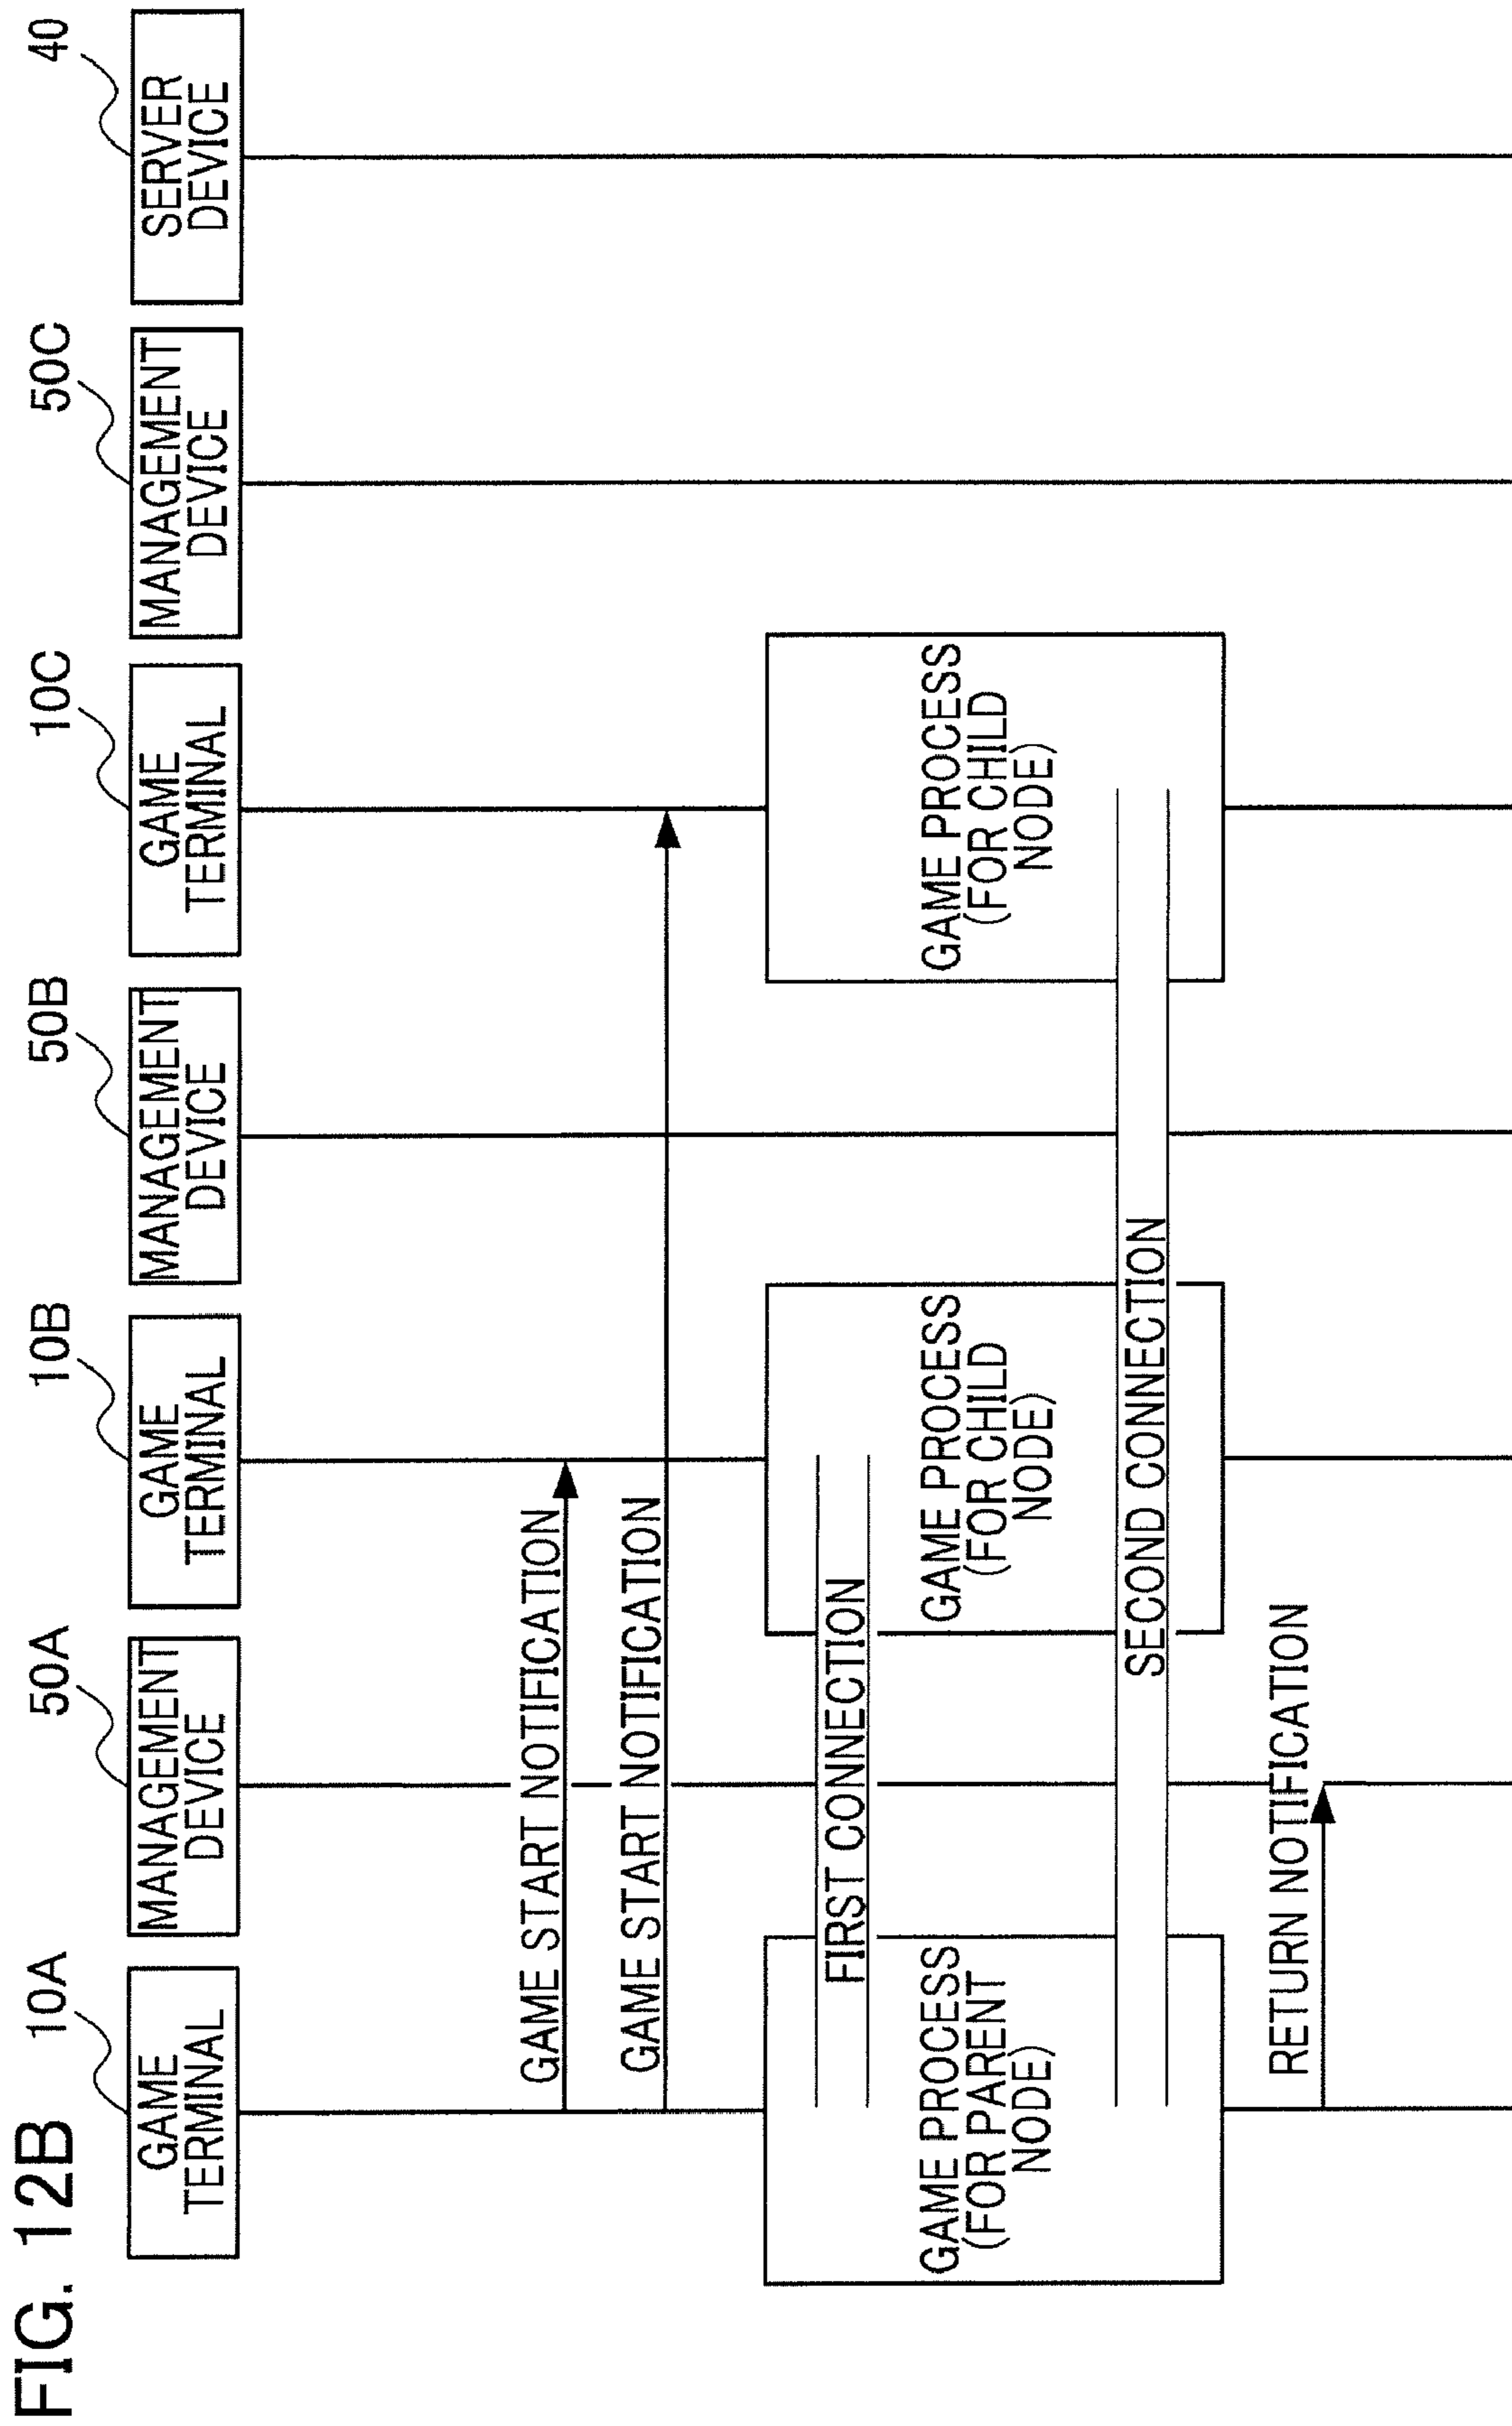 FIG. 12B
10A
50A
10B
50B
10C
50C
40
GAME
TERMINAL
MANAGEMENT
DEVICE
GAME
TERMINAL
MANAGEMENT
DEVICE
GAME
TERMINAL
MANAGEMENT
DEVICE
SERVER
DEVICE
GAME START NOTIFICATION
GAME START NOTIFICATION
FIRST CONNECTION
GAME PROCESS
(FOR PARENT
NODE)
GAME PROCESS
(FOR CHILD
NODE)
GAME PROCESS
(FOR CHILD
NODE)
SECOND CONNECTION
RETURN NOTIFICATION